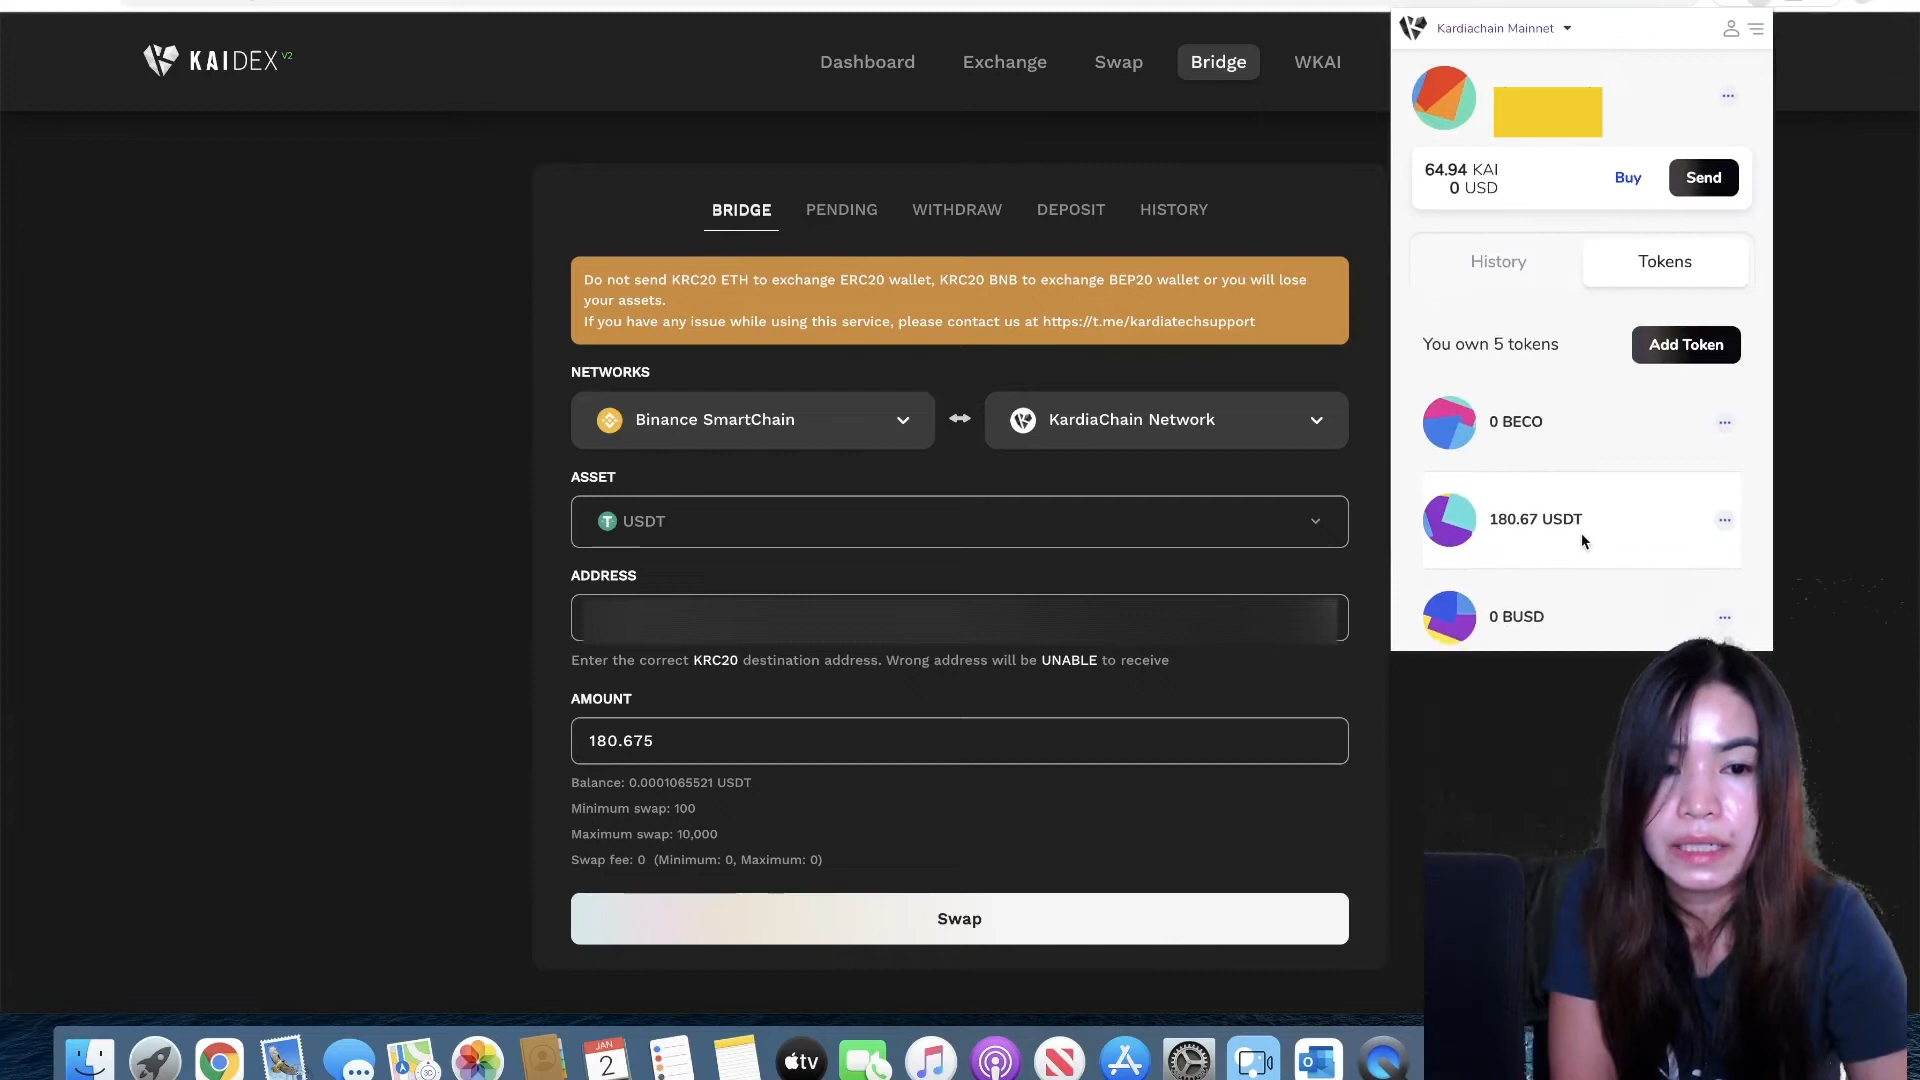 KAIDEX V2
Dashboard
Exchange
Swap
Bridge
WKAI
BRIDGE
PENDING
WITHDRAW
DEPOSIT
HISTORY
Do not send KRC20 ETH to exchange ERC20 wallet, KRC20 BNB to exchange BEP20 wallet or you will lose
your assets.
If you have any issue while using this service, please contact us at https://t.me/kardiatechsupport
NETWORKS
Binance SmartChain
KardiaChain Network
ASSET
USDT
ADDRESS
Enter the correct KRC20 destination address. Wrong address will be UNABLE to receive
AMOUNT
180.675
Balance: 0.0001065521 USDT
Minimum swap: 100
Maximum swap: 10,000
Swap fee: 0 (Minimum: 0, Maximum: 0)
Swap
Kardiachain Mainnet
64.94 KAI
0 USD
Buy
Send
History
Tokens
You own 5 tokens
Add Token
0 BECO
180.67 USDT
0 BUSD
JAN
2
tv